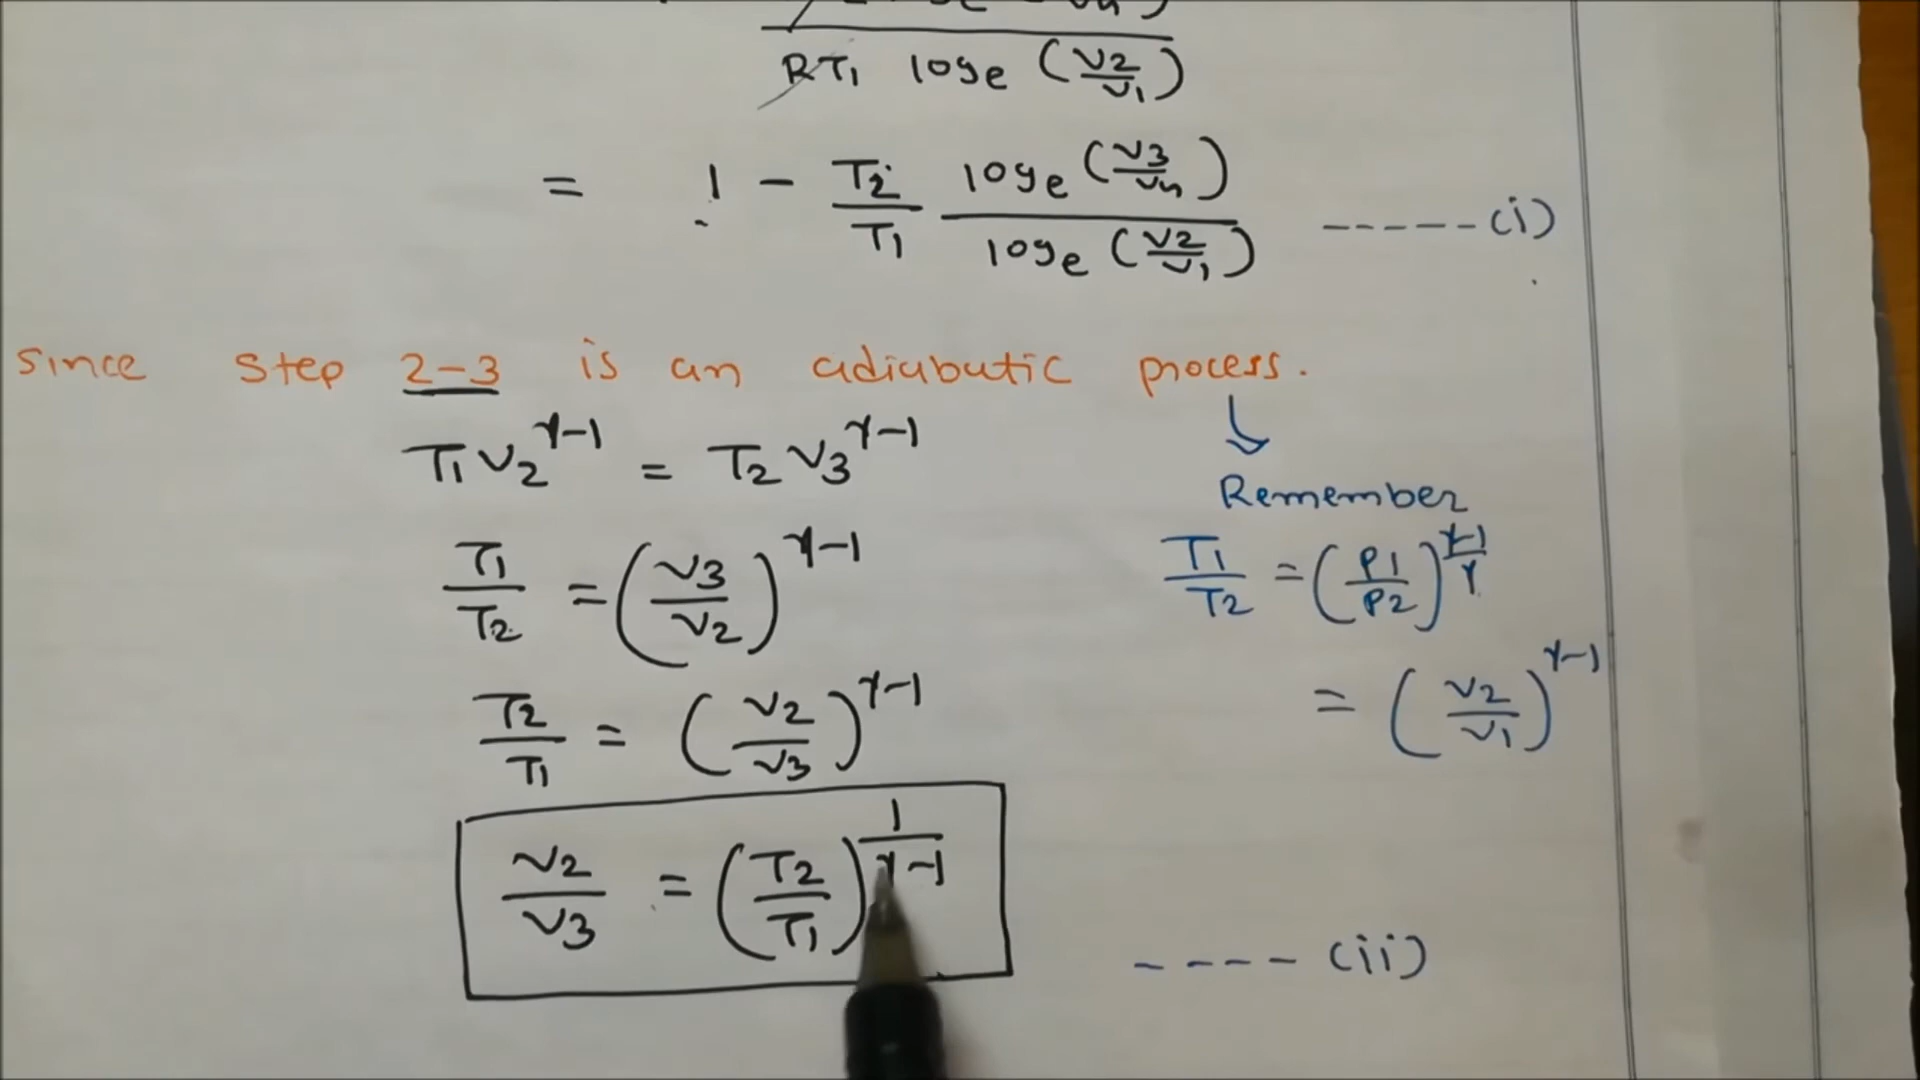 RT₁ logₑ (V₂/V₁)
= 1 - T₂/T₁ logₑ (V₃/V₄) / logₑ (V₂/V₁) -----(i)
since step 2-3 is an adiabatic process.
T₁V₂^(γ-1) = T₂V₃^(γ-1)
Remember
T₁/T₂ = (V₃/V₂)^(γ-1)
T₁/T₂ = (P₁/P₂)^((γ-1)/γ)
T₂/T₁ = (V₂/V₃)^(γ-1)
= (V₂/V₁)^(γ-1)
V₂/V₃ = (T₂/T₁)^(1/(γ-1)) ----(ii)